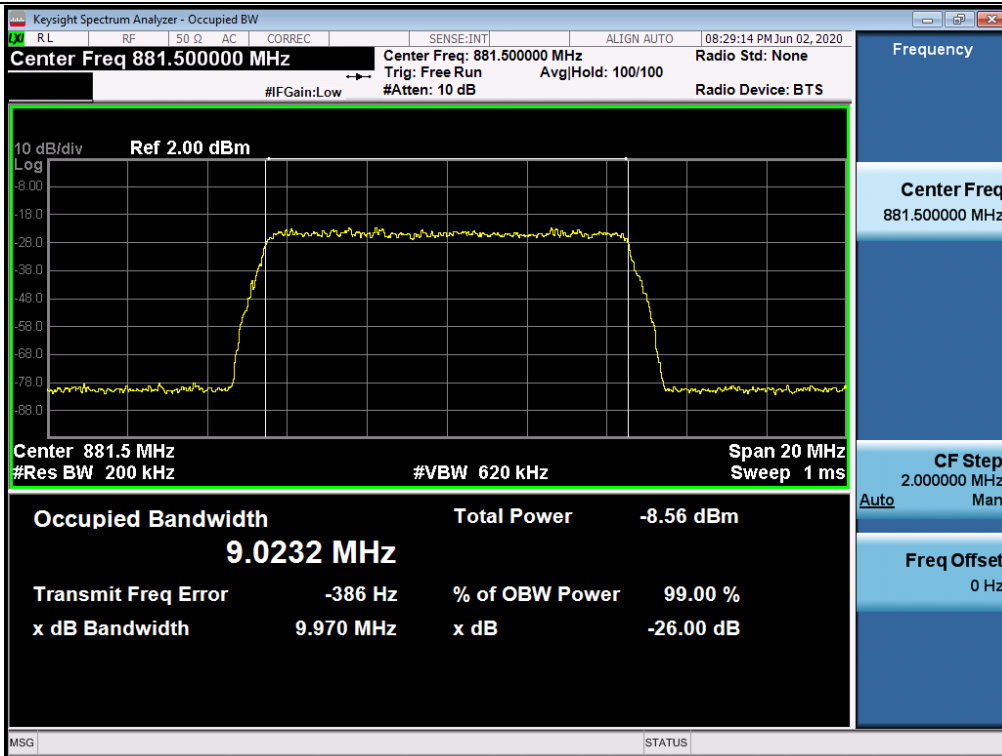 Keysight Spectrum Analyzer - Occupied BW
LXI RL RF 50 Ω AC CORREC SENSE:INT ALIGN AUTO 08:29:14 PM Jun 02, 2020
Center Freq 881.500000 MHz
Center Freq: 881.500000 MHz
Radio Std: None
Trig: Free Run
Avg|Hold: 100/100
#IFGain:Low
#Atten: 10 dB
Radio Device: BTS
10 dB/div
Ref 2.00 dBm
Log
-8.00
-18.0
-28.0
-38.0
-48.0
-58.0
-68.0
-78.0
-88.0
Center 881.5 MHz
Span 20 MHz
#Res BW 200 kHz
#VBW 620 kHz
Sweep 1 ms
Occupied Bandwidth
Total Power -8.56 dBm
9.0232 MHz
Transmit Freq Error -386 Hz
% of OBW Power 99.00 %
x dB Bandwidth 9.970 MHz
x dB -26.00 dB
MSG
STATUS
Frequency
Center Freq
881.500000 MHz
CF Step
2.000000 MHz
Auto Man
Freq Offset
0 Hz